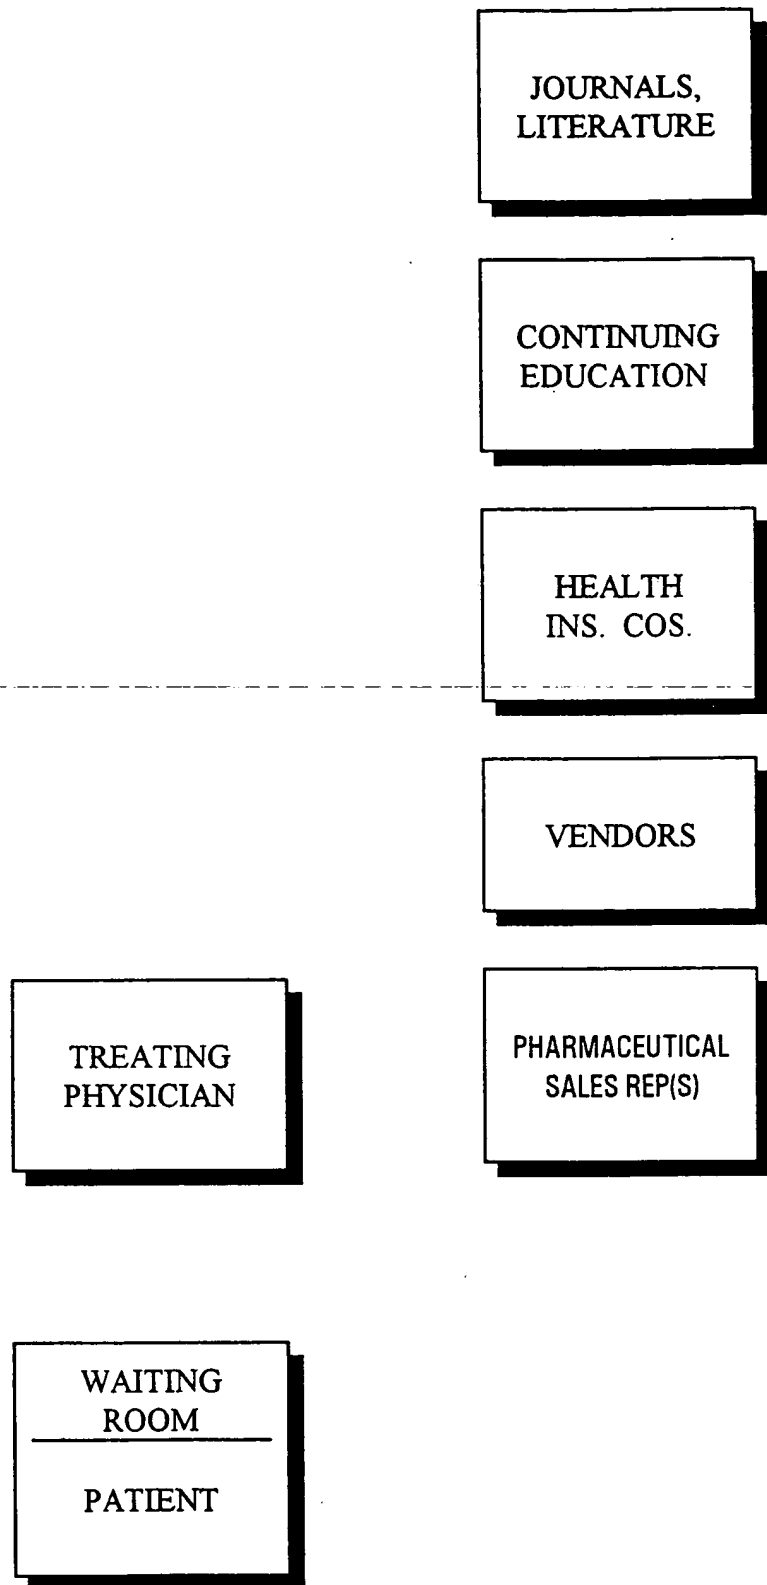 JOURNALS,
LITERATURE
CONTINUING
EDUCATION
HEALTH
INS. COS.
VENDORS
TREATING
PHYSICIAN
PHARMACEUTICAL
SALES REP(S)
WAITING
ROOM
PATIENT